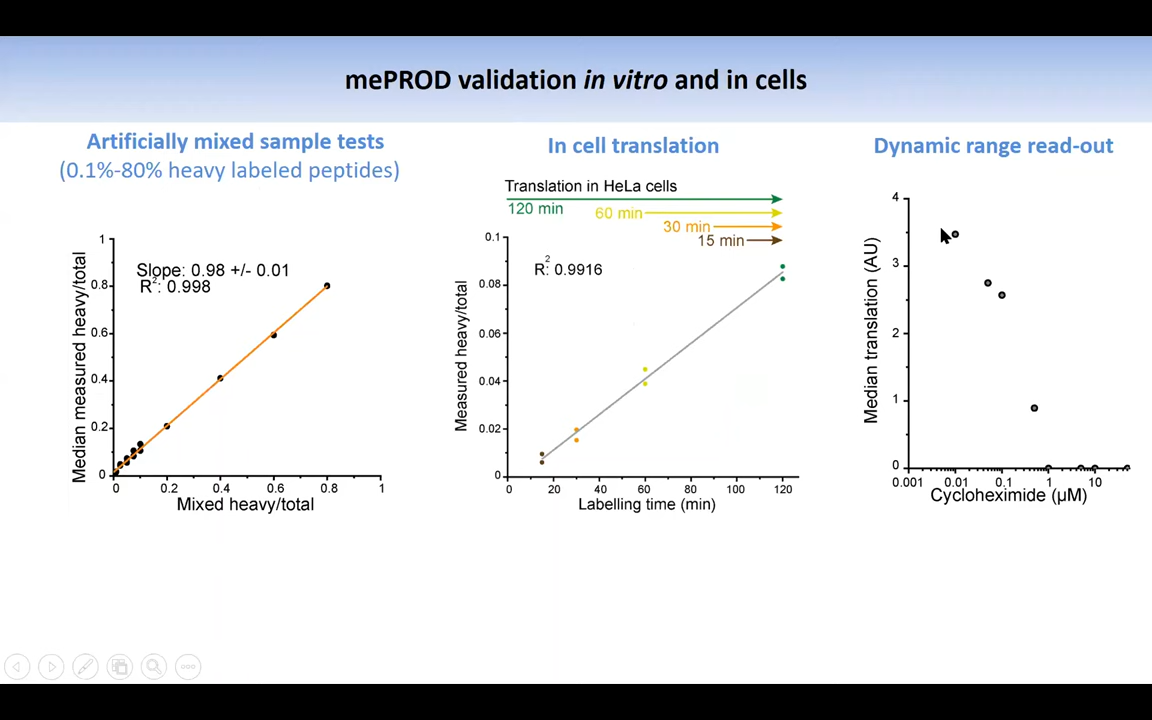 mePROD validation in vitro and in cells
Artificially mixed sample tests
(0.1%-80% heavy labeled peptides)
1
0.8
0.6
0.4
0.2
0
Median measured heavy/total
Slope: 0.98 +/- 0.01
R²: 0.998
0 0.2 0.4 0.6 0.8 1
Mixed heavy/total
In cell translation
Translation in HeLa cells
120 min
60 min
30 min
15 min
0.1
0.08
0.06
0.04
0.02
0
Measured heavy/total
R²: 0.9916
0 20 40 60 80 100 120
Labelling time (min)
Dynamic range read-out
4
3
2
1
0
Median translation (AU)
0.001 0.01 0.1 1 10
Cycloheximide (µM)